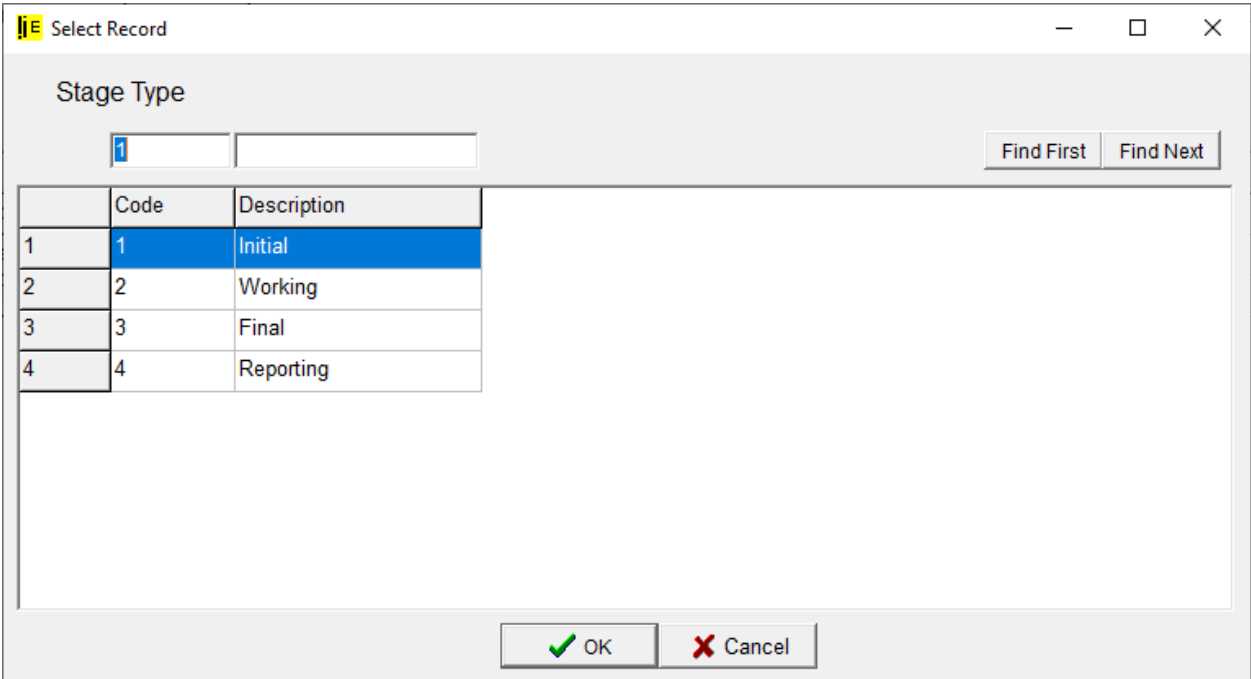 Select Record
Stage Type
1
Find First Find Next
Code Description
1 1 Initial
2 2 Working
3 3 Final
4 4 Reporting
OK Cancel